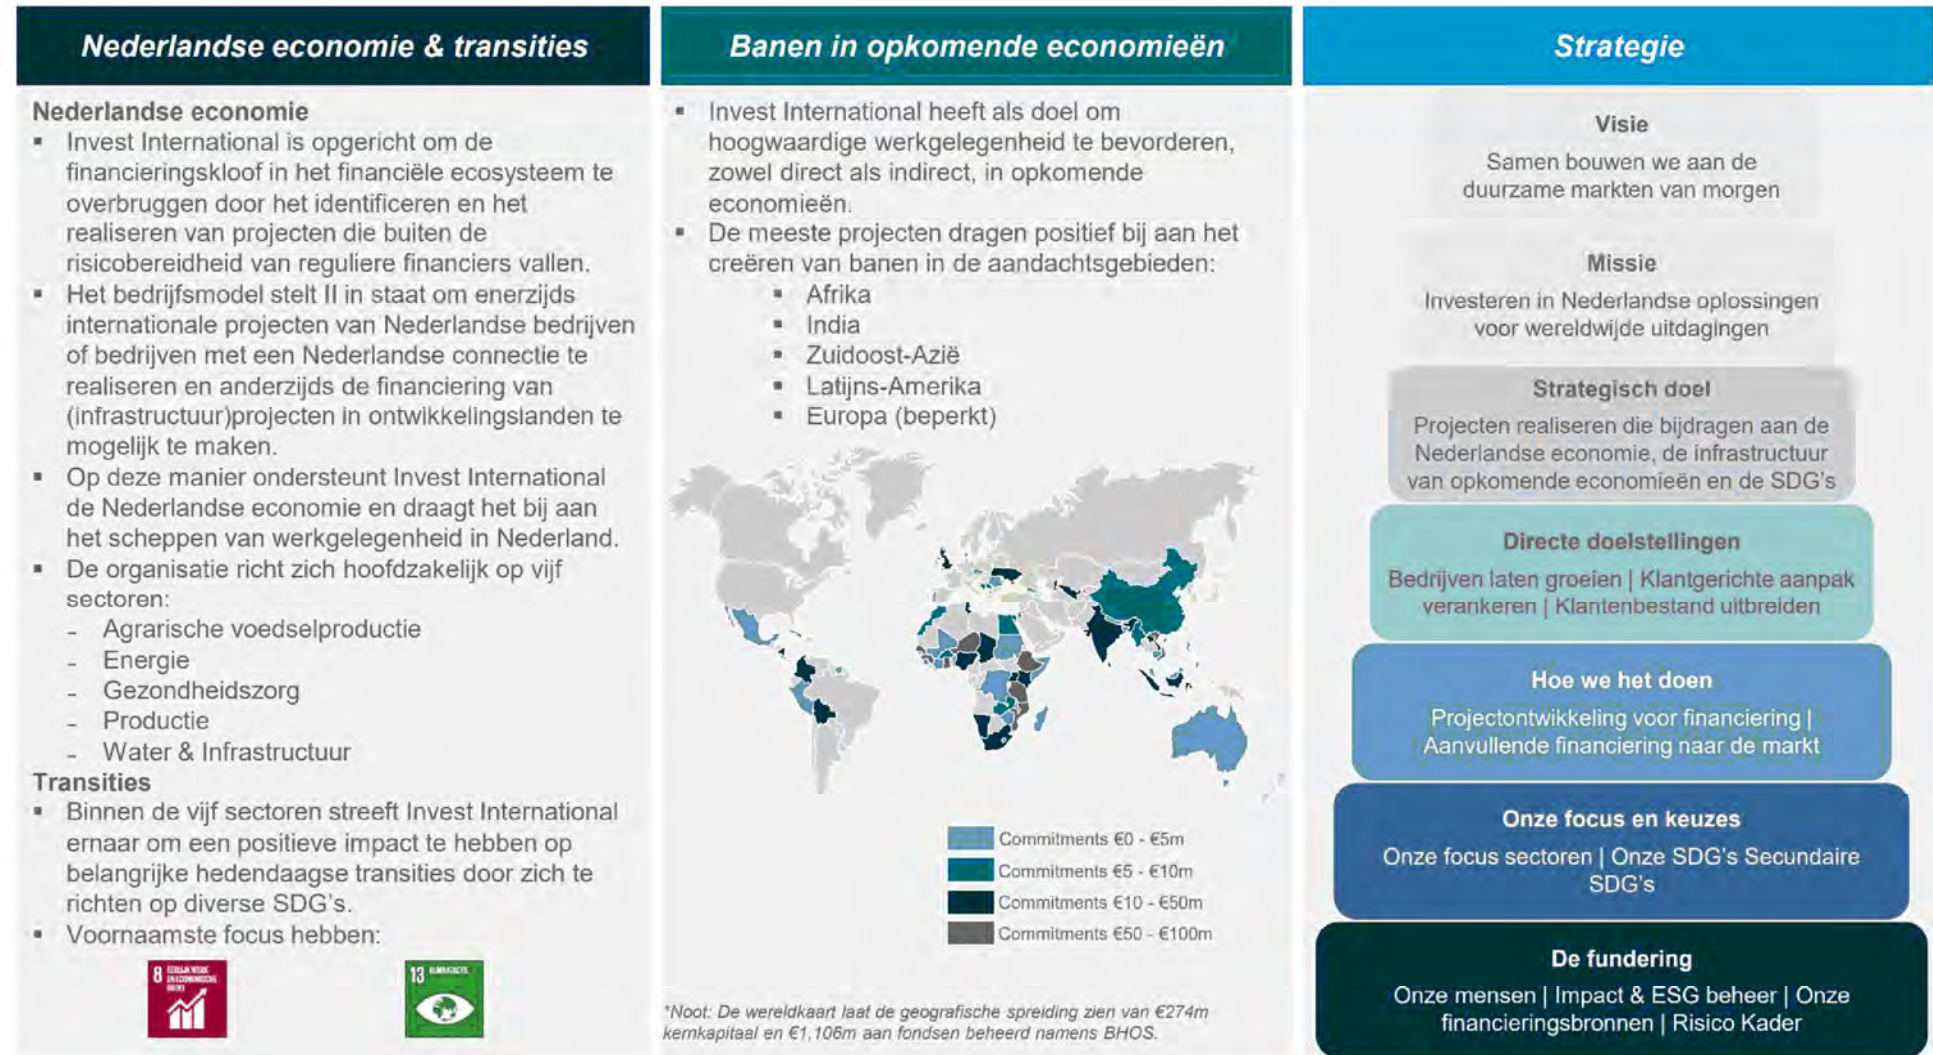 Nederlandse economie & transities
Nederlandse economie
▪ Invest International is opgericht om de
financieringskloof in het financiële ecosysteem te
overbruggen door het identificeren en het
realiseren van projecten die buiten de
risicobereidheid van reguliere financiers vallen.
▪ Het bedrijfsmodel stelt II in staat om enerzijds
internationale projecten van Nederlandse bedrijven
of bedrijven met een Nederlandse connectie te
realiseren en anderzijds de financiering van
(infrastructuur)projecten in ontwikkelingslanden te
mogelijk te maken.
▪ Op deze manier ondersteunt Invest International
de Nederlandse economie en draagt het bij aan
het scheppen van werkgelegenheid in Nederland.
▪ De organisatie richt zich hoofdzakelijk op vijf
sectoren:
- Agrarische voedselproductie
- Energie
- Gezondheidszorg
- Productie
- Water & Infrastructuur
Transities
▪ Binnen de vijf sectoren streeft Invest International
ernaar om een positieve impact te hebben op
belangrijke hedendaagse transities door zich te
richten op diverse SDG's.
▪ Voornaamste focus hebben:
8 EERLIJK WERK
EN ECONOMISCHE
GROEI
13 KLIMAATACTIE
Banen in opkomende economieën
▪ Invest International heeft als doel om
hoogwaardige werkgelegenheid te bevorderen,
zowel direct als indirect, in opkomende
economieën.
▪ De meeste projecten dragen positief bij aan het
creëren van banen in de aandachtsgebieden:
▪ Afrika
▪ India
▪ Zuidoost-Azië
▪ Latijns-Amerika
▪ Europa (beperkt)
Commitments €0 - €5m
Commitments €5 - €10m
Commitments €10 - €50m
Commitments €50 - €100m
*Noot: De wereldkaart laat de geografische spreiding zien van €274m
kernkapitaal en €1,106m aan fondsen beheerd namens BHOS.
Strategie
Visie
Samen bouwen we aan de
duurzame markten van morgen
Missie
Investeren in Nederlandse oplossingen
voor wereldwijde uitdagingen
Strategisch doel
Projecten realiseren die bijdragen aan de
Nederlandse economie, de infrastructuur
van opkomende economieën en de SDG's
Directe doelstellingen
Bedrijven laten groeien | Klantgerichte aanpak
verankeren | Klantenbestand uitbreiden
Hoe we het doen
Projectontwikkeling voor financiering |
Aanvullende financiering naar de markt
Onze focus en keuzes
Onze focus sectoren | Onze SDG's Secundaire
SDG's
De fundering
Onze mensen | Impact & ESG beheer | Onze
financieringsbronnen | Risico Kader